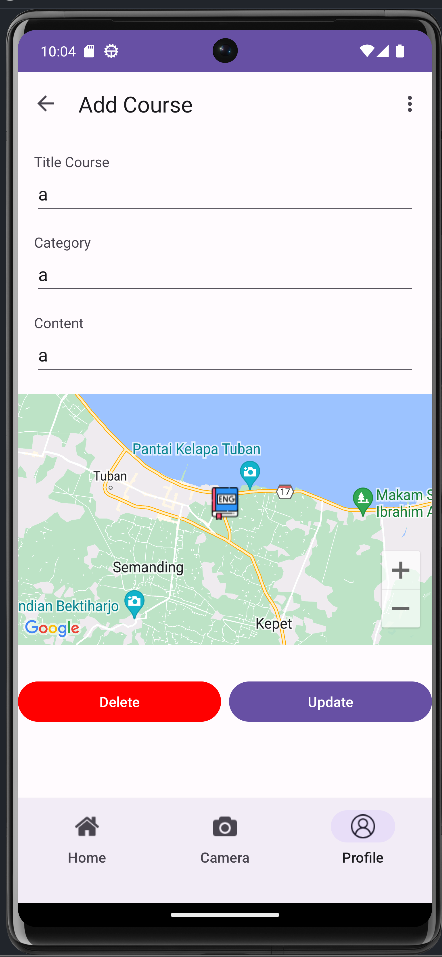 10:04
Add Course
Title Course
a
Category
a
Content
a
Pantai Kelapa Tuban
Tuban
ENG
17
Makam S
Ibrahim A
Semanding
ndian Bektiharjo
Kepet
Google
+
−
Delete
Update
Home
Camera
Profile